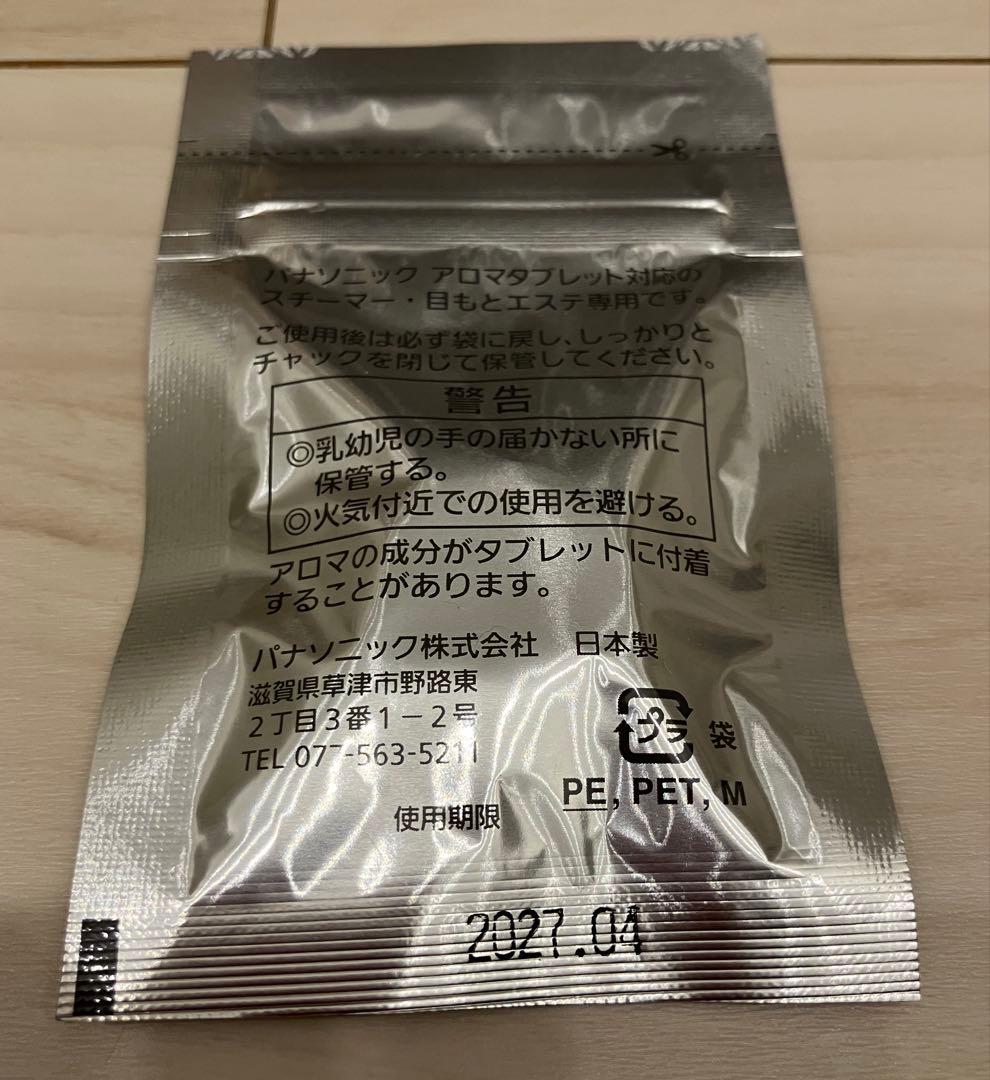 パナソニック アロマタブレット対応の
スチーマー・目もとエステ専用です。
ご使用後は必ず袋に戻し、しっかりと
チャックを閉じて保管してください。
警告
◎乳幼児の手の届かない所に
保管する。
◎火気付近での使用を避ける。
アロマの成分がタブレットに付着
することがあります。
パナソニック株式会社 日本製
滋賀県草津市野路東
2丁目3番1－2号
TEL 077-563-5211
プラ 袋
PE, PET, M
使用期限
2027.04